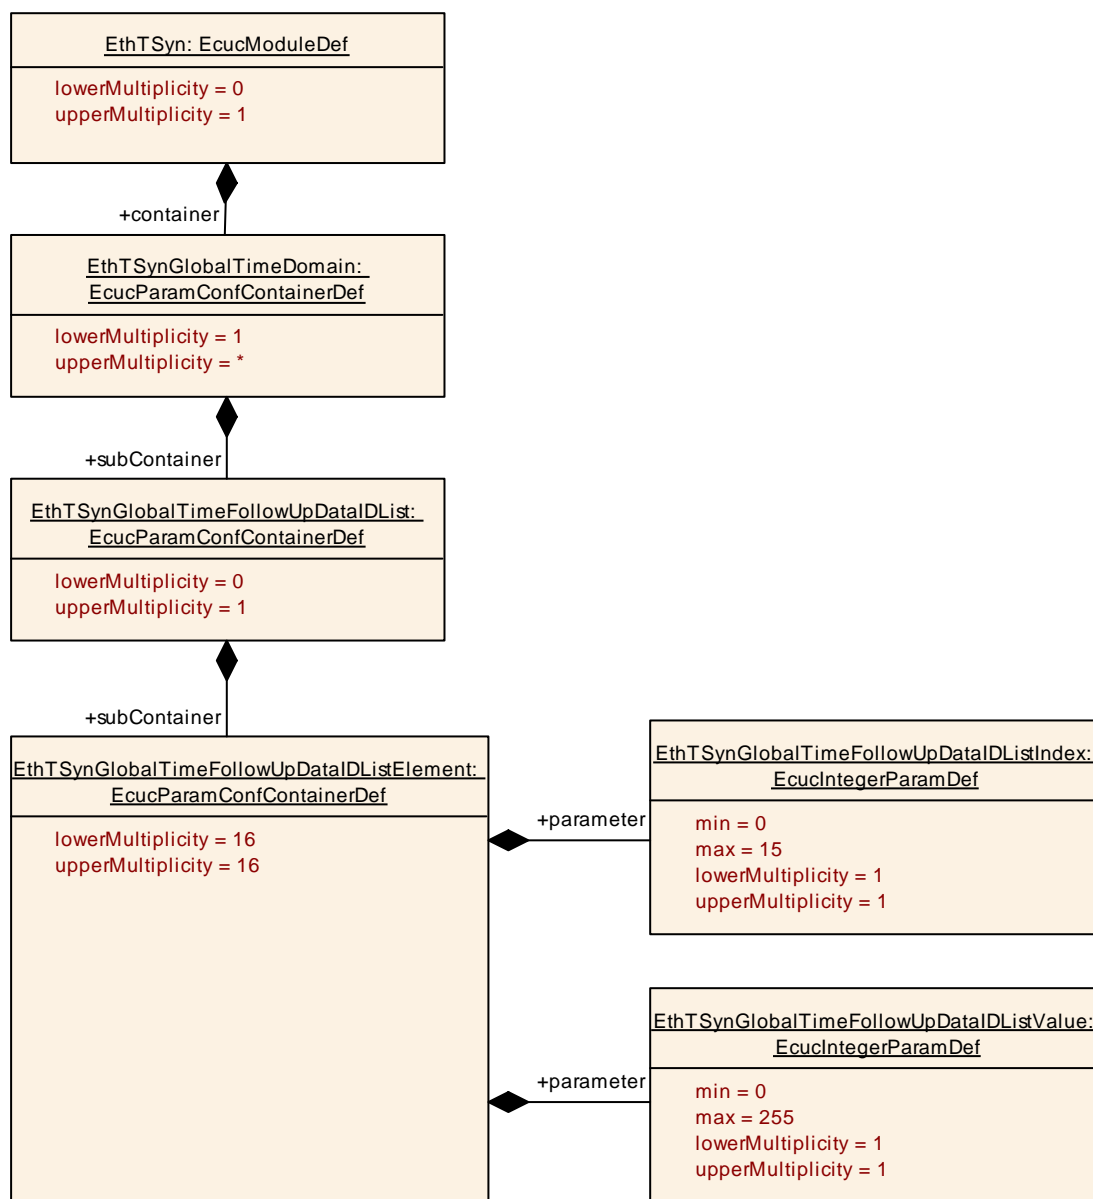 EthTSyn: EcucModuleDef
lowerMultiplicity = 0
upperMultiplicity = 1
+container
EthTSynGlobalTimeDomain:
EcucParamConfContainerDef
lowerMultiplicity = 1
upperMultiplicity = *
+subContainer
EthTSynGlobalTimeFollowUpDataIDList:
EcucParamConfContainerDef
lowerMultiplicity = 0
upperMultiplicity = 1
+subContainer
EthTSynGlobalTimeFollowUpDataIDListElement:
EcucParamConfContainerDef
lowerMultiplicity = 16
upperMultiplicity = 16
+parameter
EthTSynGlobalTimeFollowUpDataIDListIndex:
EcucIntegerParamDef
min = 0
max = 15
lowerMultiplicity = 1
upperMultiplicity = 1
+parameter
EthTSynGlobalTimeFollowUpDataIDListValue:
EcucIntegerParamDef
min = 0
max = 255
lowerMultiplicity = 1
upperMultiplicity = 1